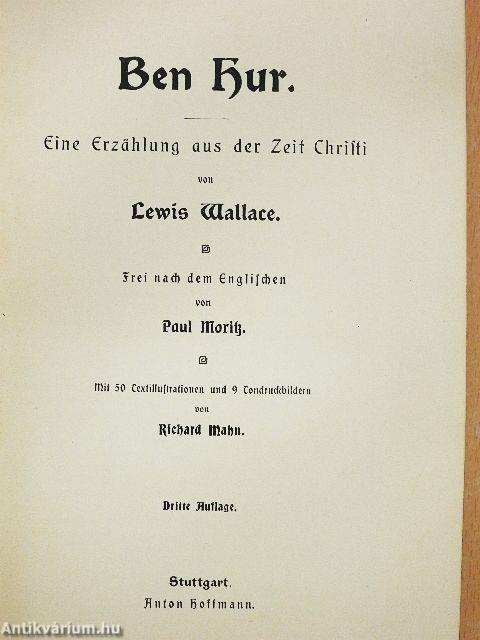 Ben Hur.
Eine Erzählung aus der Zeit Chriſti
von
Lewis Wallace.
Frei nach dem Engliſchen
von
Paul Moritz.
Mit 50 Textilluſtrationen und 9 Tondruckbildern
von
Richard Mahn.
Dritte Auflage.
Stuttgart.
Anton Hoffmann.
Antikvárium.hu